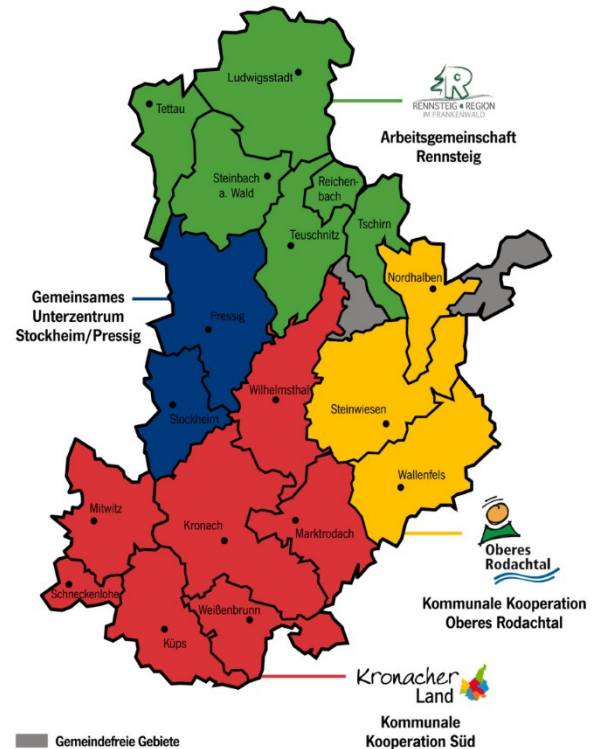 Ludwigsstadt
Tettau
R
RENNSTEIG REGION
IM FRANKENWALD
Arbeitsgemeinschaft
Rennsteig
Steinbach
a. Wald
Reichen-
bach
Tschirn
Teuschnitz
Nordhalben
Gemeinsames
Unterzentrum
Stockheim/Pressig
Pressig
Wilhelmsthal
Stockheim
Steinwiesen
Wallenfels
Mitwitz
Kronach
Marktrodach
Oberes
Rodachtal
Kommunale Kooperation
Oberes Rodachtal
Schneckenlohe
Weißenbrunn
Küps
Kronacher
Land
Kommunale
Kooperation Süd
Gemeindefreie Gebiete